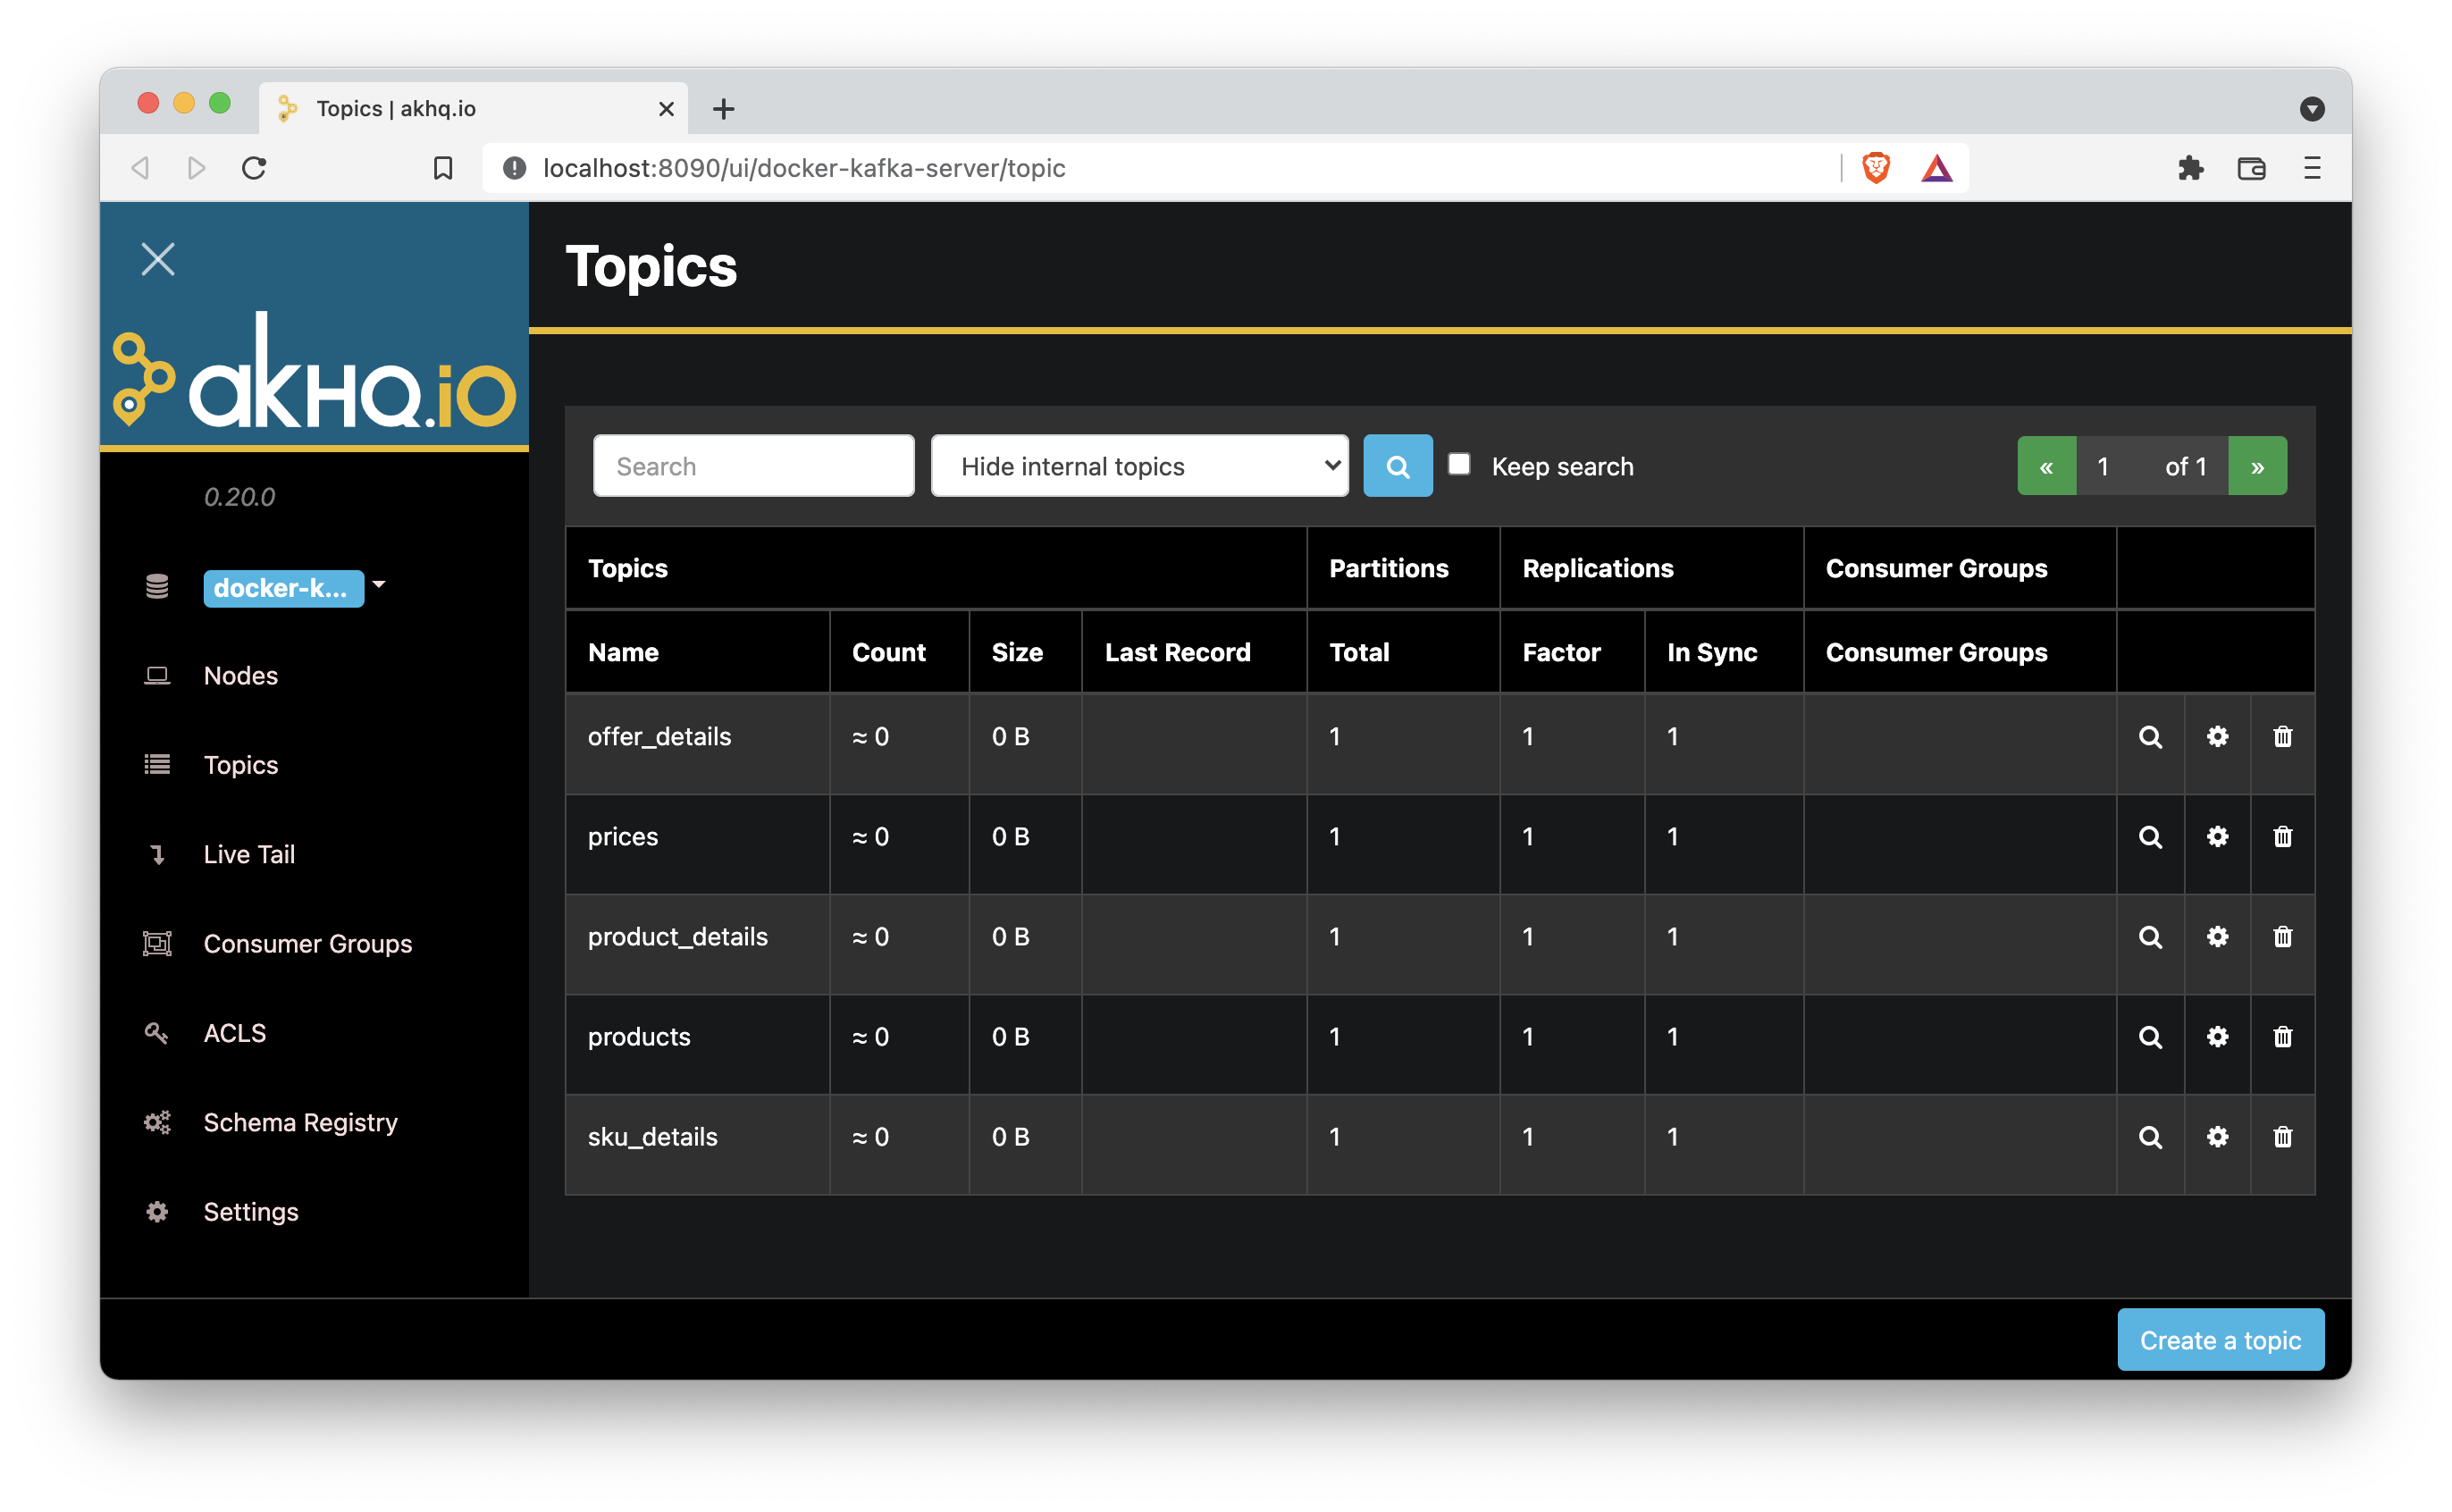 Topics | akhq.io
localhost:8090/ui/docker-kafka-server/topic
akHQ.io
0.20.0
docker-k...
Nodes
Topics
Live Tail
Consumer Groups
ACLS
Schema Registry
Settings
Topics
Search
Hide internal topics
Keep search
« 1 of 1 »
Topics Partitions Replications Consumer Groups
Name Count Size Last Record Total Factor In Sync Consumer Groups
offer_details ≈ 0 0 B 1 1 1
prices ≈ 0 0 B 1 1 1
product_details ≈ 0 0 B 1 1 1
products ≈ 0 0 B 1 1 1
sku_details ≈ 0 0 B 1 1 1
Create a topic